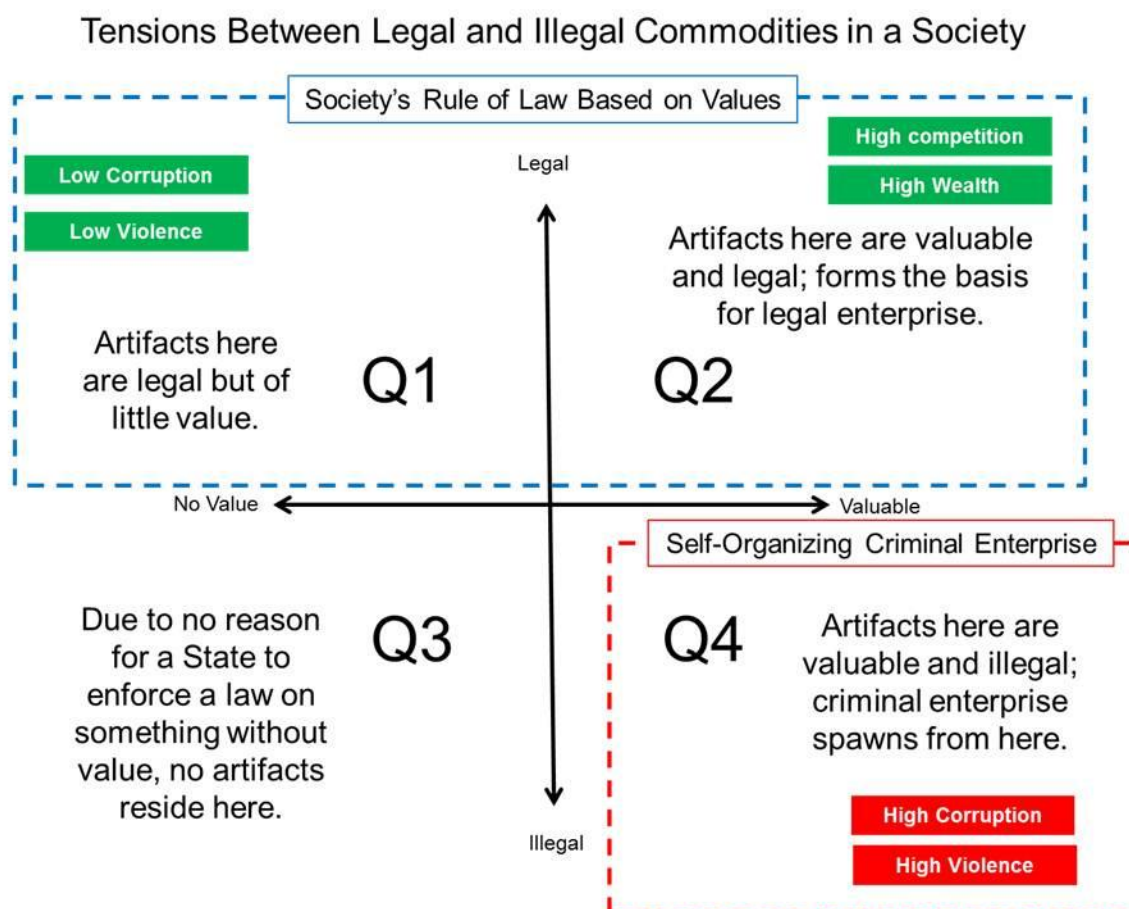 Tensions Between Legal and Illegal Commodities in a Society
Society's Rule of Law Based on Values
Low Corruption
Low Violence
Legal
High competition
High Wealth
Artifacts here
are legal but of
little value.
Q1
Q2
Artifacts here are valuable
and legal; forms the basis
for legal enterprise.
No Value
Valuable
Due to no reason
for a State to
enforce a law on
something without
value, no artifacts
reside here.
Q3
Illegal
Self-Organizing Criminal Enterprise
Q4
Artifacts here are
valuable and illegal;
criminal enterprise
spawns from here.
High Corruption
High Violence